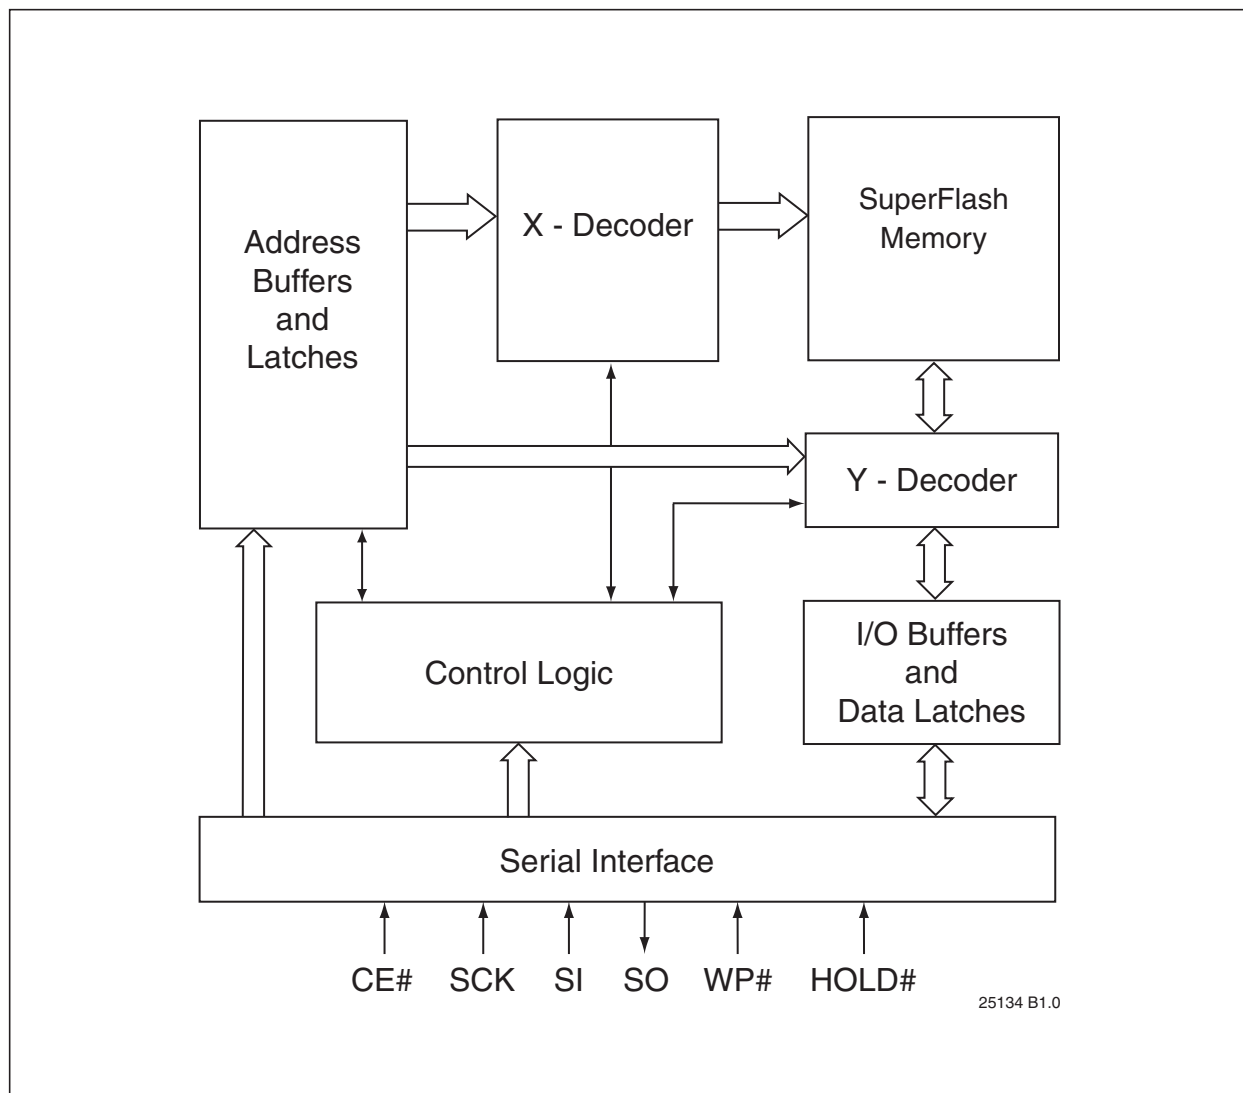 Address
Buffers
and
Latches
X - Decoder
SuperFlash
Memory
Y - Decoder
Control Logic
I/O Buffers
and
Data Latches
Serial Interface
CE# SCK SI SO WP# HOLD#
25134 B1.0